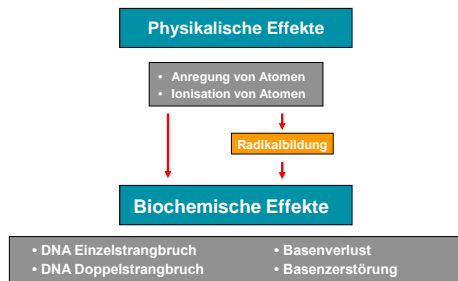 Physikalische Effekte
• Anregung von Atomen
• Ionisation von Atomen
Radikalbildung
Biochemische Effekte
• DNA Einzelstrangbruch
• DNA Doppelstrangbruch
• Basenverlust
• Basenzerstörung